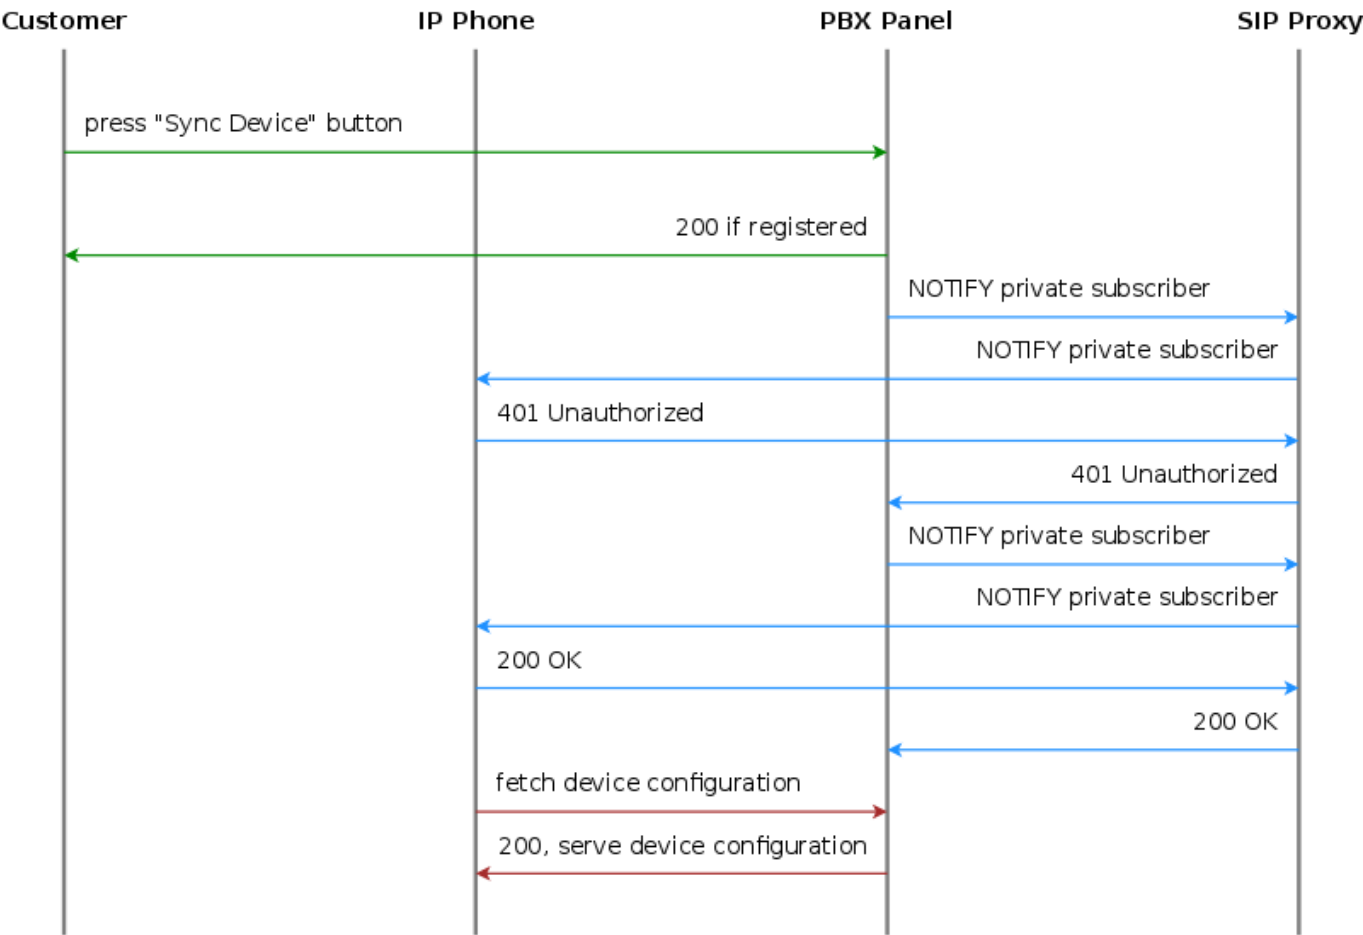 Customer IP Phone PBX Panel SIP Proxy
press "Sync Device" button
200 if registered
NOTIFY private subscriber
NOTIFY private subscriber
401 Unauthorized
401 Unauthorized
NOTIFY private subscriber
NOTIFY private subscriber
200 OK
200 OK
fetch device configuration
200, serve device configuration